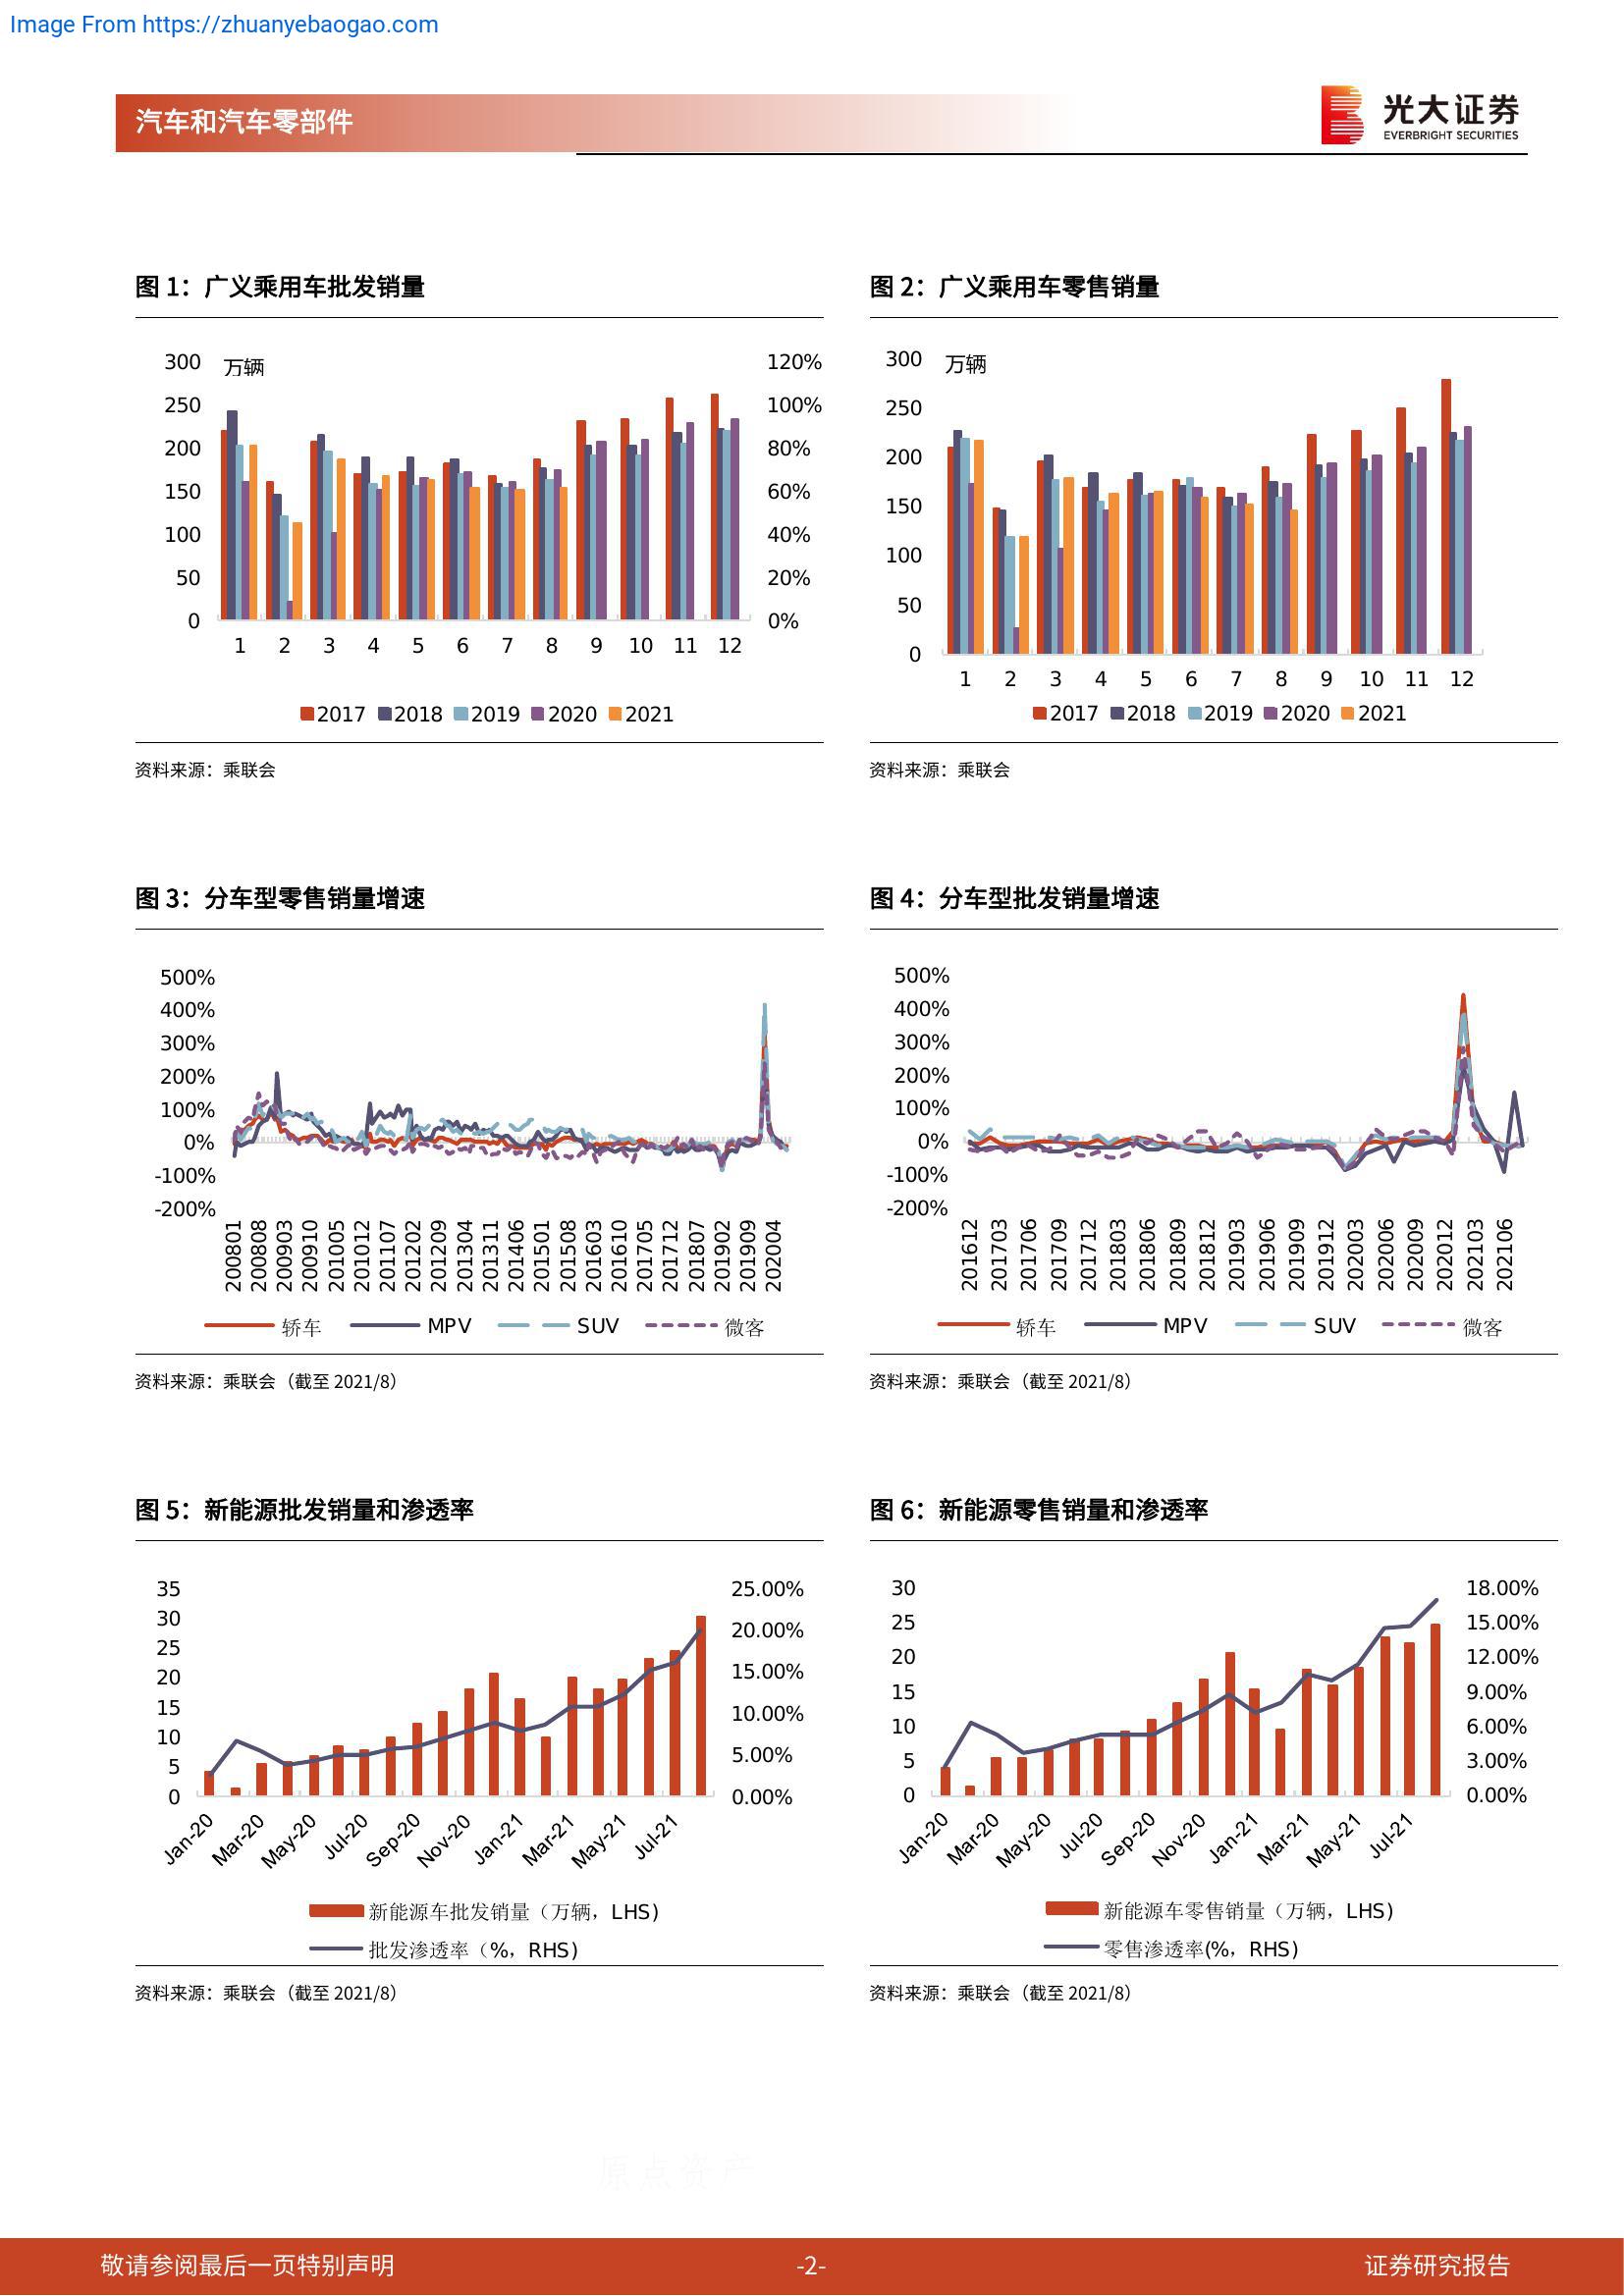 Image From https://zhuanyebaogao.com
汽车和汽车零部件
光大证券
EVERBRIGHT SECURITIES
图 1：广义乘用车批发销量
万辆
300
250
200
150
100
50
0
120%
100%
80%
60%
40%
20%
0%
1 2 3 4 5 6 7 8 9 10 11 12
2017 2018 2019 2020 2021
资料来源：乘联会
图 2：广义乘用车零售销量
万辆
300
250
200
150
100
50
0
1 2 3 4 5 6 7 8 9 10 11 12
2017 2018 2019 2020 2021
资料来源：乘联会
图 3：分车型零售销量增速
500%
400%
300%
200%
100%
0%
-100%
-200%
200801 200808 200903 200910 201005 201012 201107 201202 201209 201304 201311 201406 201501 201508 201603 201610 201705 201712 201807 201902 201909 202004
轿车 MPV SUV 微客
资料来源：乘联会（截至 2021/8）
图 4：分车型批发销量增速
500%
400%
300%
200%
100%
0%
-100%
-200%
201612 201703 201706 201709 201712 201803 201806 201809 201812 201903 201906 201909 201912 202003 202006 202009 202012 202103 202106
轿车 MPV SUV 微客
资料来源：乘联会（截至 2021/8）
图 5：新能源批发销量和渗透率
35
30
25
20
15
10
5
0
25.00%
20.00%
15.00%
10.00%
5.00%
0.00%
Jan-20 Mar-20 May-20 Jul-20 Sep-20 Nov-20 Jan-21 Mar-21 May-21 Jul-21
新能源车批发销量（万辆，LHS)
批发渗透率（%，RHS)
资料来源：乘联会（截至 2021/8）
图 6：新能源零售销量和渗透率
30
25
20
15
10
5
0
18.00%
15.00%
12.00%
9.00%
6.00%
3.00%
0.00%
Jan-20 Mar-20 May-20 Jul-20 Sep-20 Nov-20 Jan-21 Mar-21 May-21 Jul-21
新能源车零售销量（万辆，LHS)
零售渗透率(%，RHS)
资料来源：乘联会（截至 2021/8）
原点资产
敬请参阅最后一页特别声明
-2-
证券研究报告